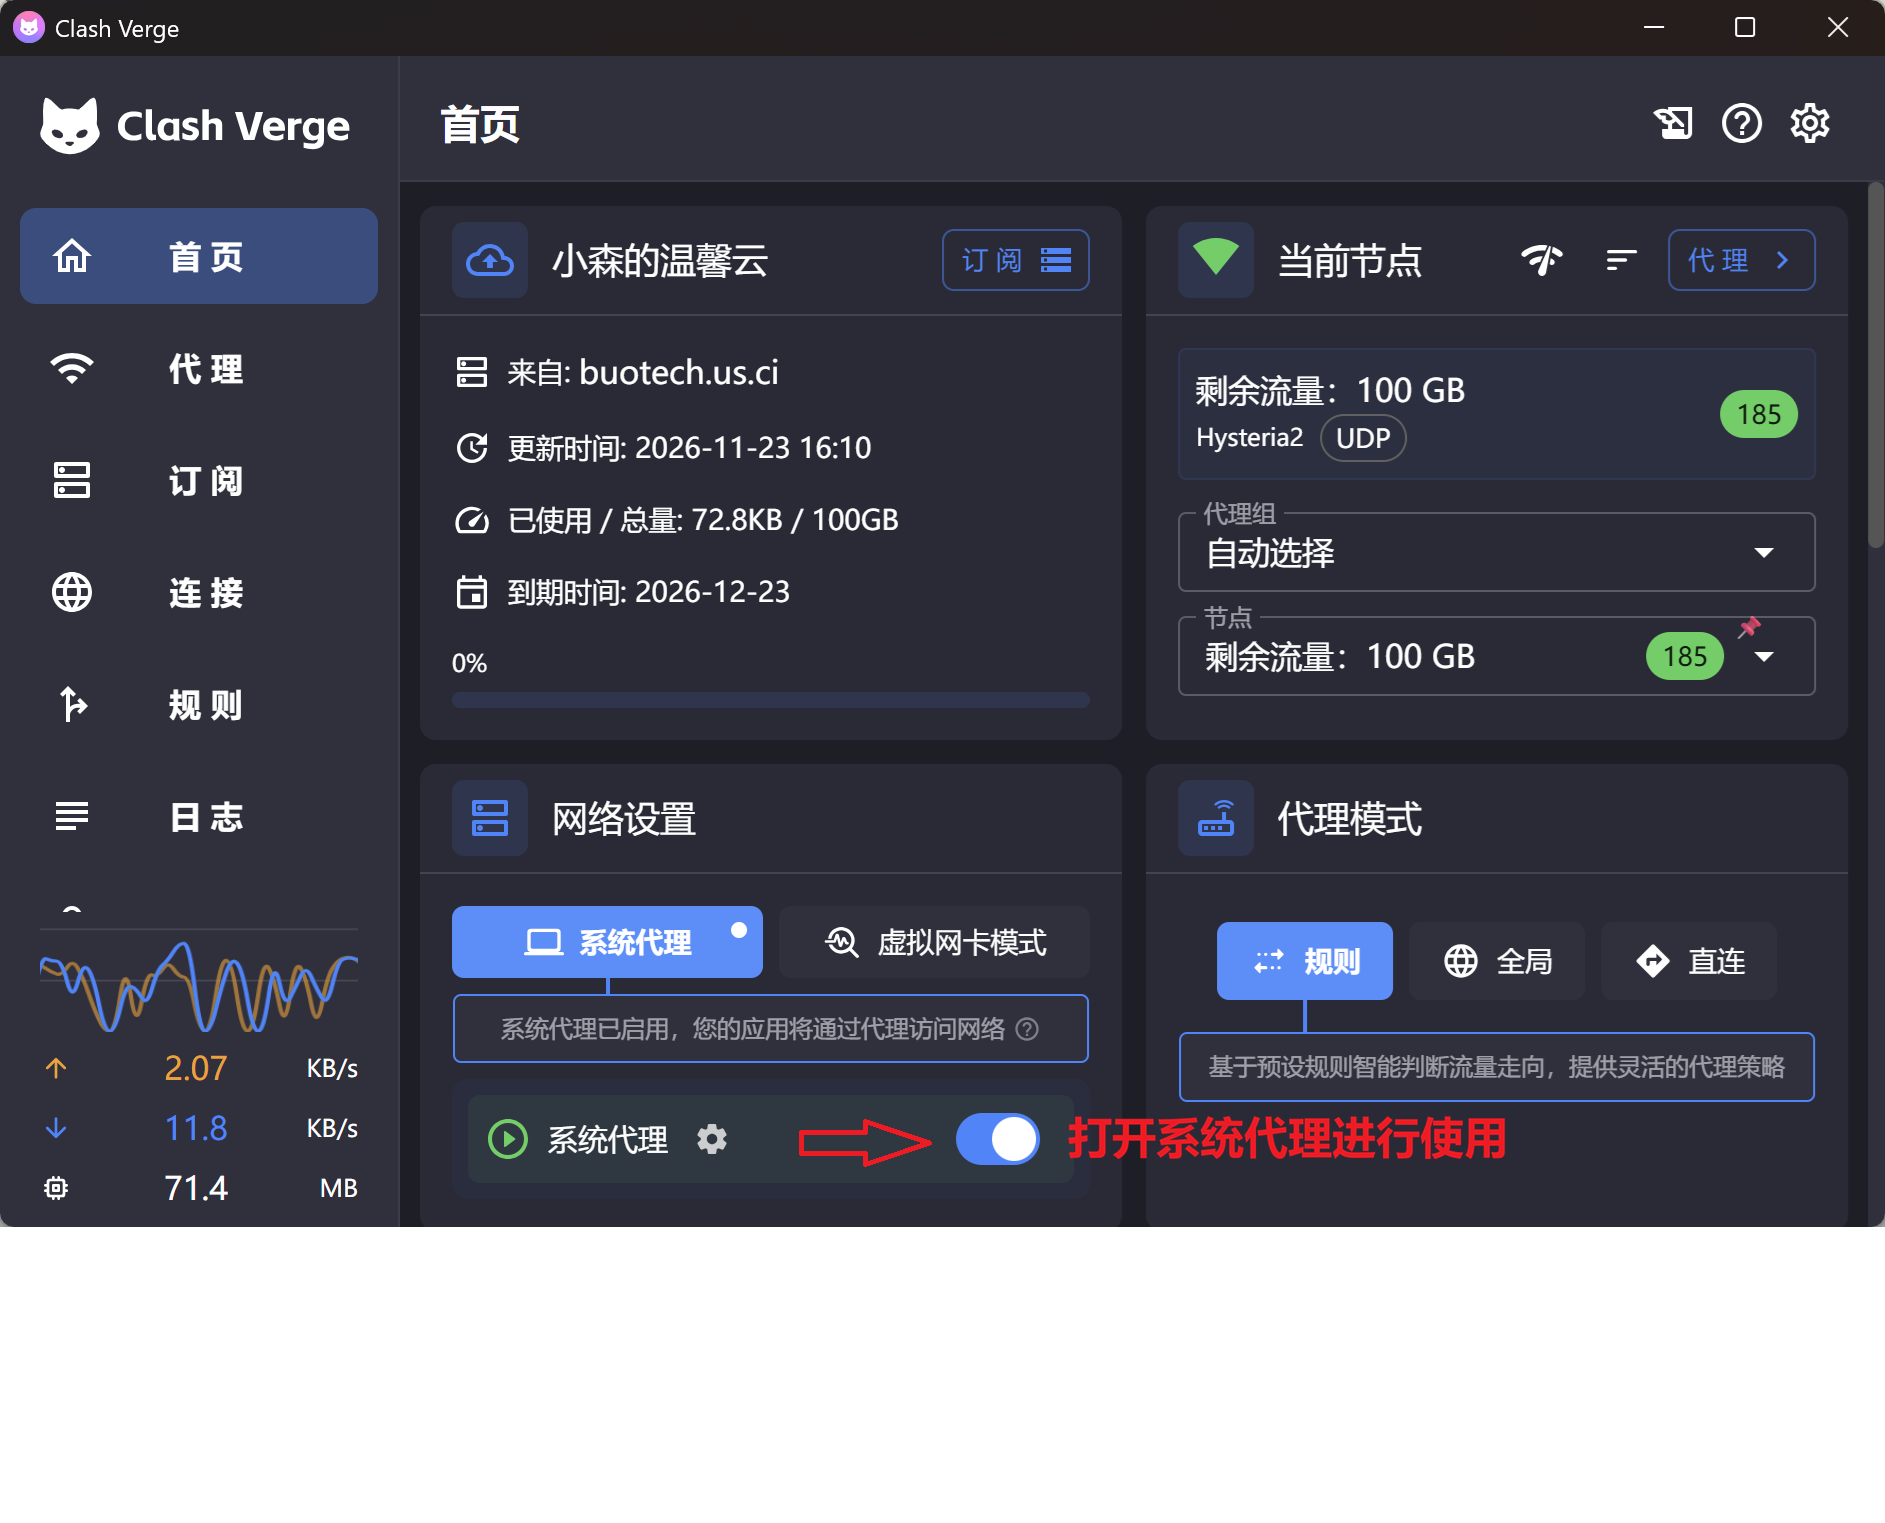 Clash Verge
Clash Verge
首页
首 页
代 理
订 阅
连 接
规 则
日 志
2.07 KB/s
11.8 KB/s
71.4 MB
小森的温馨云
订 阅
来自: buotech.us.ci
更新时间: 2026-11-23 16:10
已使用 / 总量: 72.8KB / 100GB
到期时间: 2026-12-23
0%
当前节点
代 理
剩余流量：100 GB
Hysteria2 UDP
185
代理组
自动选择
节点
剩余流量：100 GB
185
网络设置
系统代理
虚拟网卡模式
系统代理已启用，您的应用将通过代理访问网络
系统代理
打开系统代理进行使用
代理模式
规则
全局
直连
基于预设规则智能判断流量走向，提供灵活的代理策略